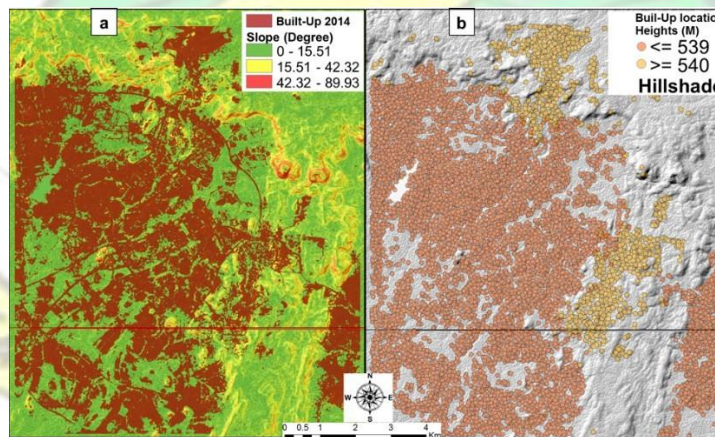 a
Built-Up 2014
Slope (Degree)
0 - 15.51
15.51 - 42.32
42.32 - 89.93
b
Buil-Up locatio
Heights (M)
<= 539
>= 540
Hillshade
N
W E
S
0 0.5 1 2 3 4
Km